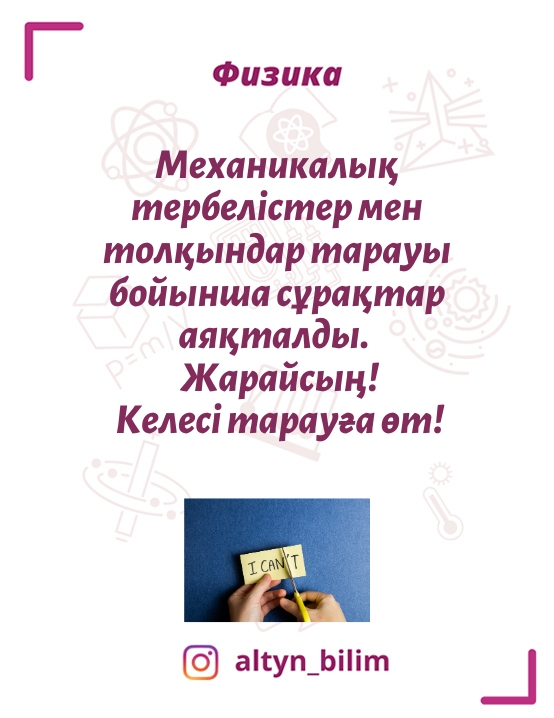 Физика
Механикалық
тербелістер мен
толқындар тарауы
бойынша сұрақтар
аяқталды.
Жарайсың!
Келесі тарауға өт!
p=m/V
I CAN'T
altyn_bilim